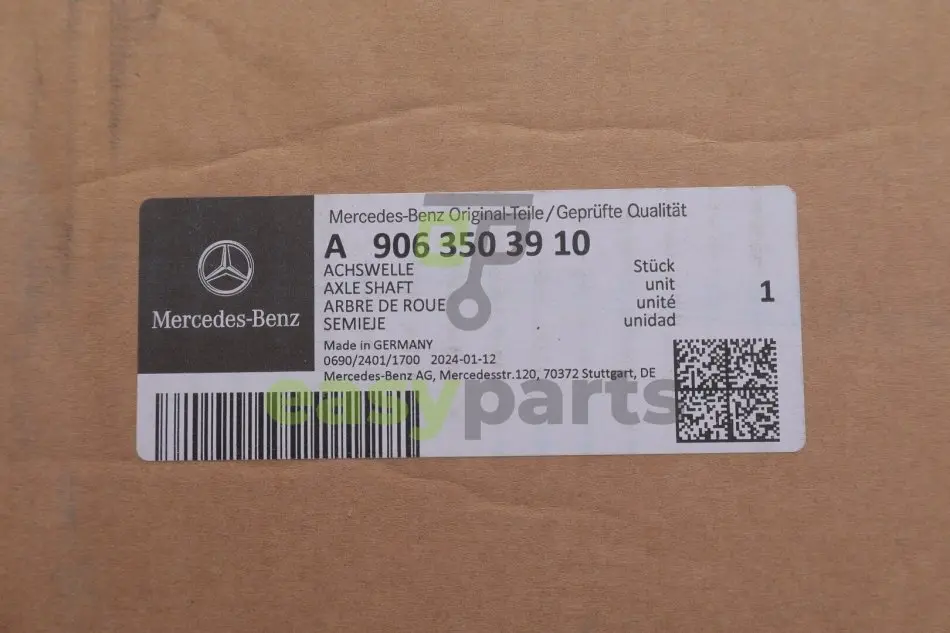 Mercedes-Benz Original-Teile/Geprüfte Qualität
A 906 350 39 10
ACHSWELLE
AXLE SHAFT
ARBRE DE ROUE
SEMIEJE
Stück
unit
unité
unidad
1
Mercedes-Benz
Made in GERMANY
0690/2401/1700 2024-01-12
Mercedes-Benz AG, Mercedesstr.120, 70372 Stuttgart, DE
easyparts